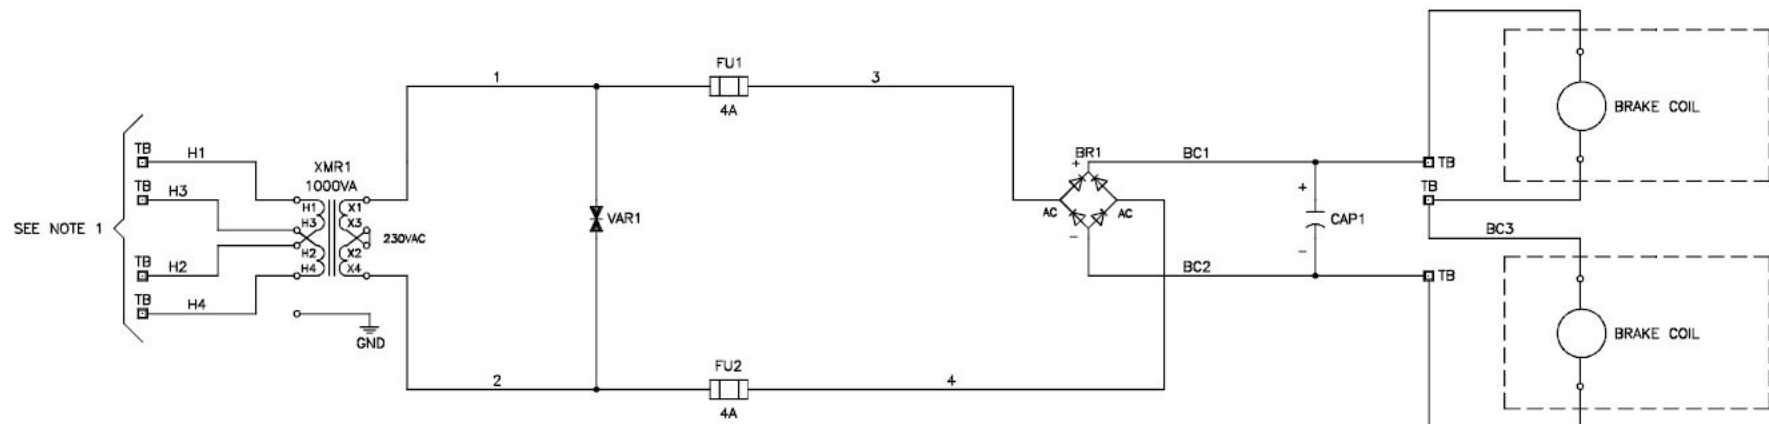 FU1
1
3
4A
BRAKE COIL
TB
H1
XMR1
1000VA
BR1
+
BC1
TB
TB
H3
H1
X1
H3
X3
AC
AC
+
TB
SEE NOTE 1
230VAC
VAR1
CAP1
BC3
H2
X2
-
-
TB
H2
H4
X4
BC2
TB
TB
H4
GND
BRAKE COIL
FU2
2
4
4A